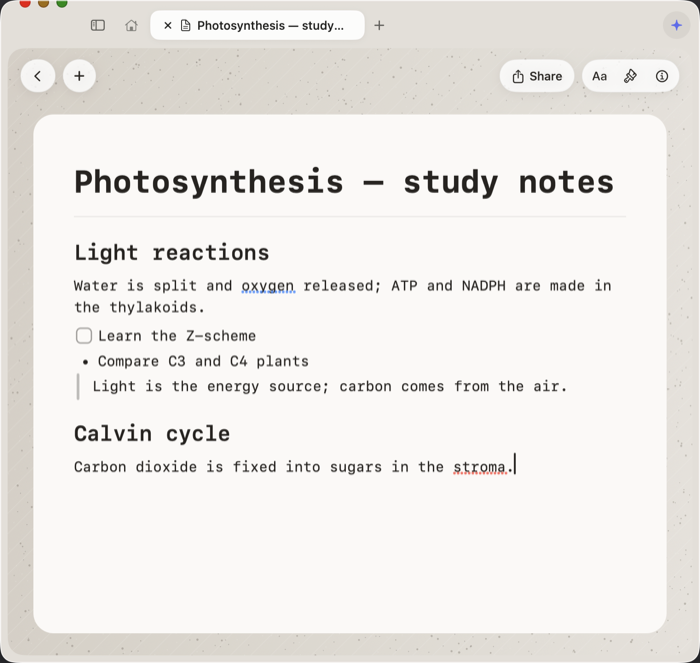 Photosynthesis — study...
Share
Aa
Photosynthesis — study notes
Light reactions
Water is split and oxygen released; ATP and NADPH are made in
the thylakoids.
Learn the Z–scheme
• Compare C3 and C4 plants
Light is the energy source; carbon comes from the air.
Calvin cycle
Carbon dioxide is fixed into sugars in the stroma.